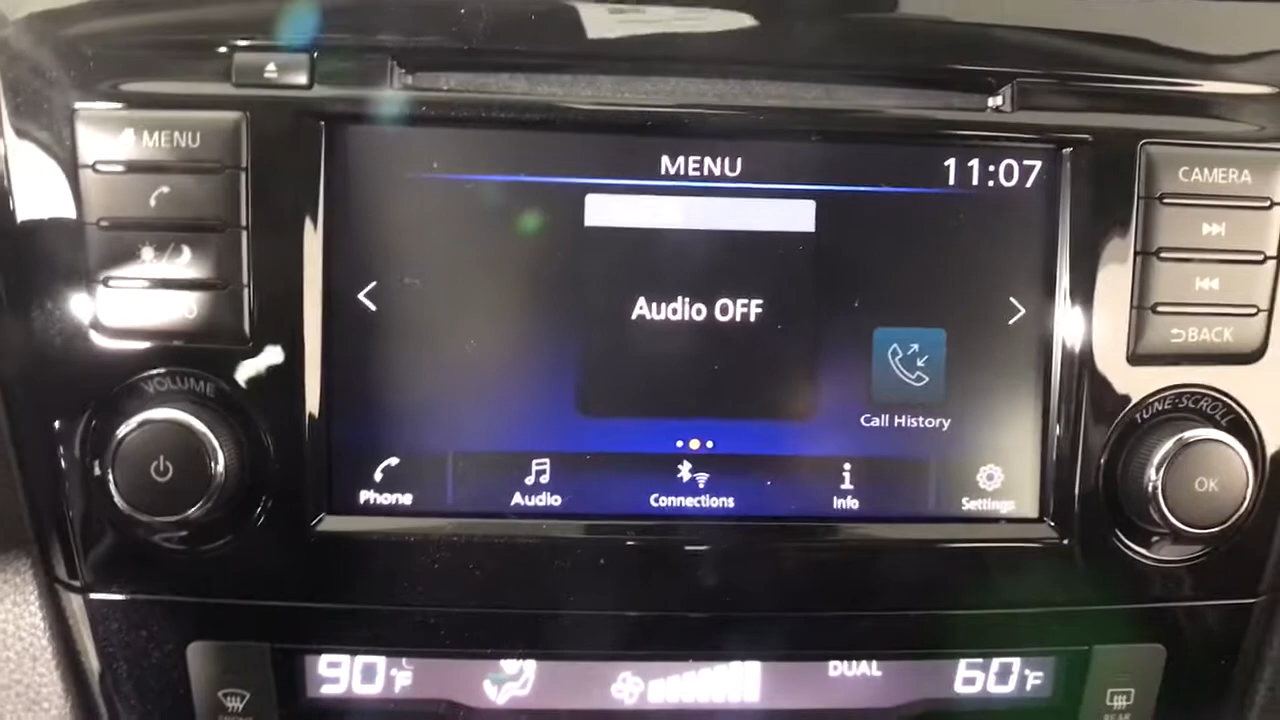 MENU
MENU
11:07
CAMERA
Audio OFF
BACK
VOLUME
Call History
TUNE·SCROLL
OK
Phone
Audio
Connections
Info
Settings
90°F
DUAL
60°F